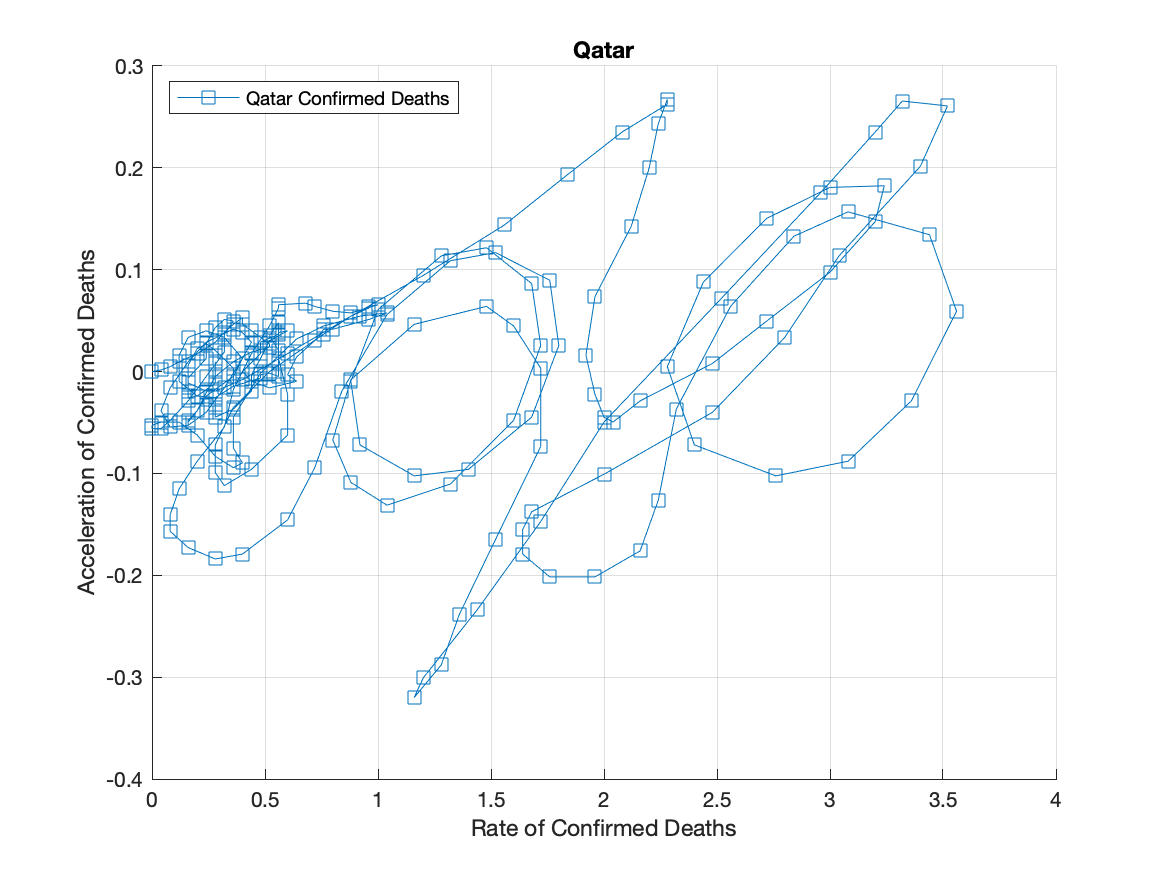 Qatar
Qatar Confirmed Deaths
Acceleration of Confirmed Deaths
0.3
0.2
0.1
0
-0.1
-0.2
-0.3
-0.4
0 0.5 1 1.5 2 2.5 3 3.5 4
Rate of Confirmed Deaths